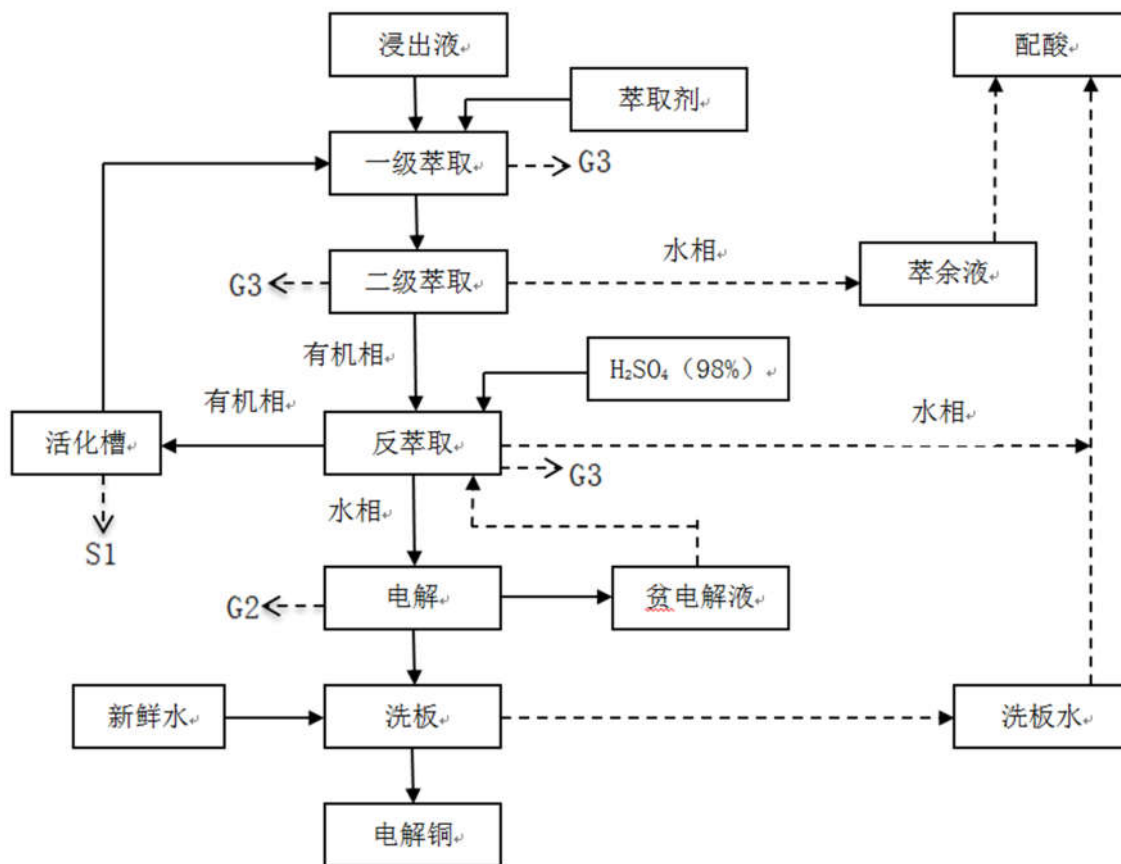 浸出液
配酸
萃取剂
一级萃取
G3
水相
G3
二级萃取
萃余液
有机相
H₂SO₄（98%）
有机相
水相
活化槽
反萃取
G3
水相
S1
G2
电解
贫电解液
新鲜水
洗板
洗板水
电解铜